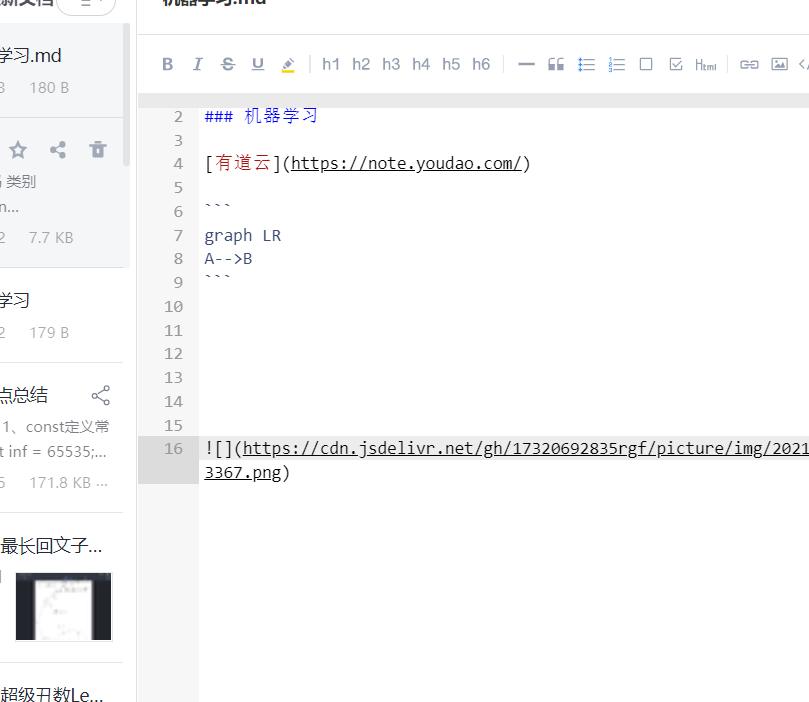 新文档
机器学习.md
学习.md
180 B
类别
n...
2 7.7 KB
学习
2 179 B
点总结
1、const定义常
t inf = 65535;...
5 171.8 KB ...
最长回文子...
超级丑数Le...
B I S U h1 h2 h3 h4 h5 h6 Html
2 ### 机器学习
3
4 [有道云](https://note.youdao.com/)
5
6 ```
7 graph LR
8 A-->B
9 ```
10
11
12
13
14
15
16 ![](https://cdn.jsdelivr.net/gh/17320692835rgf/picture/img/2021
3367.png)